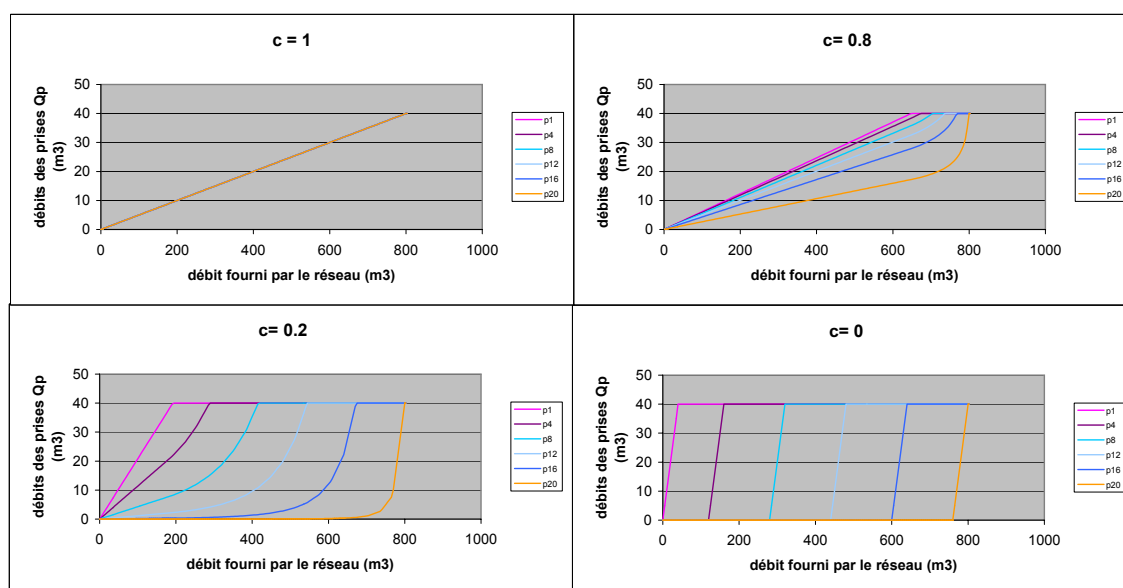 c = 1
débits des prises Qp
(m3)
50
40
30
20
10
0
0 200 400 600 800 1000
débit fourni par le réseau (m3)
p1
p4
p8
p12
p16
p20
c= 0.8
débits des prises Qp
(m3)
50
40
30
20
10
0
0 200 400 600 800 1000
débit fourni par le réseau (m3)
p1
p4
p8
p12
p16
p20
c= 0.2
débits des prises Qp
(m3)
50
40
30
20
10
0
0 200 400 600 800 1000
débit fourni par le réseau (m3)
p1
p4
p8
p12
p16
p20
c= 0
débits des prises Qp
(m3)
50
40
30
20
10
0
0 200 400 600 800 1000
débit fourni par le réseau (m3)
p1
p4
p8
p12
p16
p20